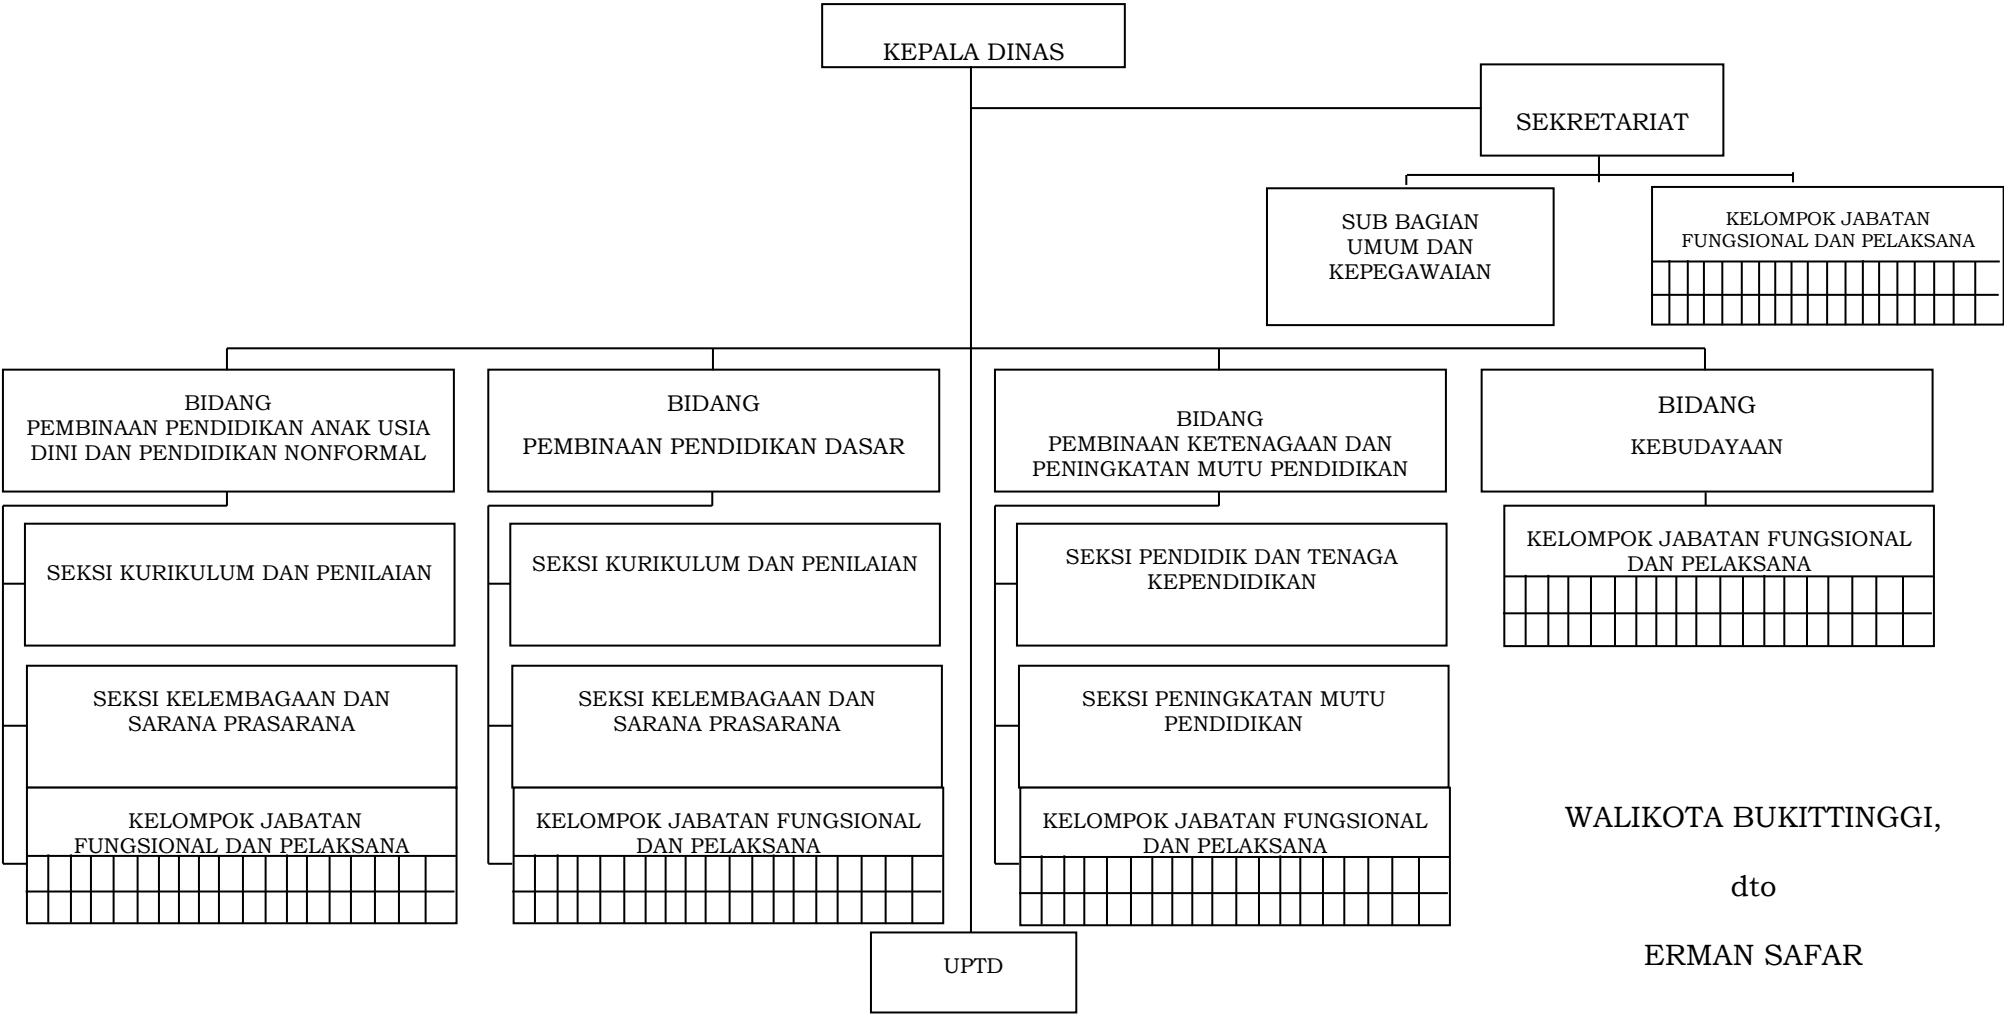 KEPALA DINAS
SEKRETARIAT
SUB BAGIAN
UMUM DAN
KEPEGAWAIAN
KELOMPOK JABATAN
FUNGSIONAL DAN PELAKSANA
BIDANG
PEMBINAAN PENDIDIKAN ANAK USIA
DINI DAN PENDIDIKAN NONFORMAL
BIDANG
PEMBINAAN PENDIDIKAN DASAR
BIDANG
PEMBINAAN KETENAGAAN DAN
PENINGKATAN MUTU PENDIDIKAN
BIDANG
KEBUDAYAAN
SEKSI KURIKULUM DAN PENILAIAN
SEKSI KURIKULUM DAN PENILAIAN
SEKSI PENDIDIK DAN TENAGA
KEPENDIDIKAN
KELOMPOK JABATAN FUNGSIONAL
DAN PELAKSANA
SEKSI KELEMBAGAAN DAN
SARANA PRASARANA
SEKSI KELEMBAGAAN DAN
SARANA PRASARANA
SEKSI PENINGKATAN MUTU
PENDIDIKAN
KELOMPOK JABATAN
FUNGSIONAL DAN PELAKSANA
KELOMPOK JABATAN FUNGSIONAL
DAN PELAKSANA
KELOMPOK JABATAN FUNGSIONAL
DAN PELAKSANA
UPTD
WALIKOTA BUKITTINGGI,
dto
ERMAN SAFAR